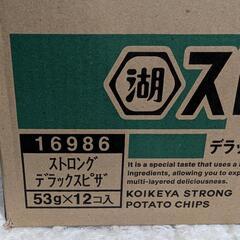 湖 スト
デラッ
16986
ストロング
デラックスピザ
53g×12コ入
It is a special taste that uses a
ingredients, allowing you to exp
multi-layered deliciousness.
KOIKEYA STRONG
POTATO CHIPS